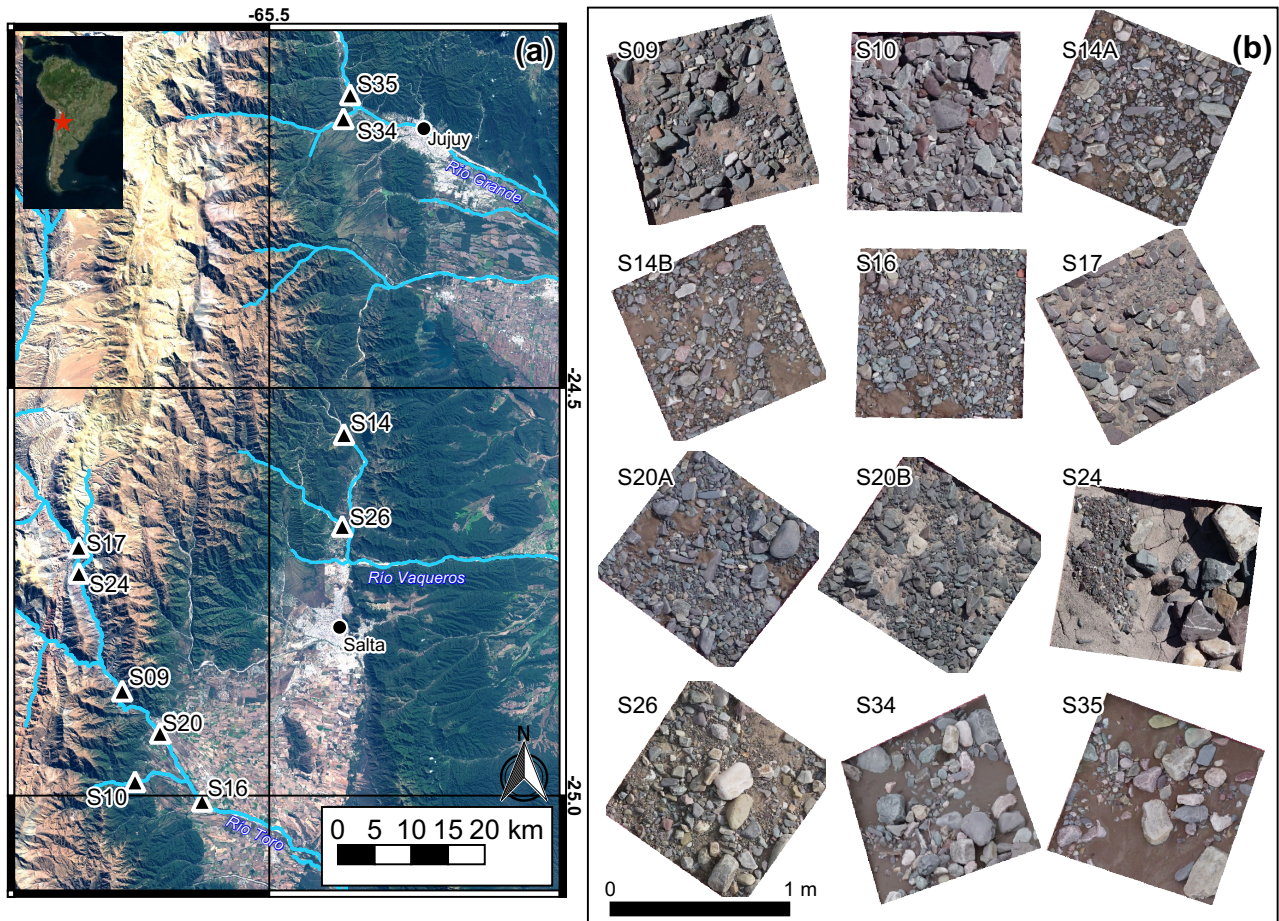 -65.5
(a)
S35
S34
Jujuy
Río Grande
-24.5
S14
S26
S17
S24
Río Vaqueros
Salta
S09
S20
N
S10
S16
-25.0
Río Toro
0 5 10 15 20 km
(b)
S09 S10 S14A
S14B S16 S17
S20A S20B S24
S26 S34 S35
0 1 m